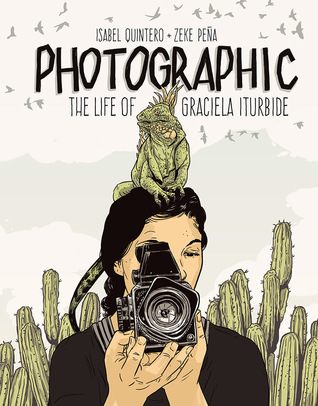 ISABEL QUINTERO + ZEKE PEÑA
PHOTOGRAPHIC
THE LIFE OF GRACIELA ITURBIDE